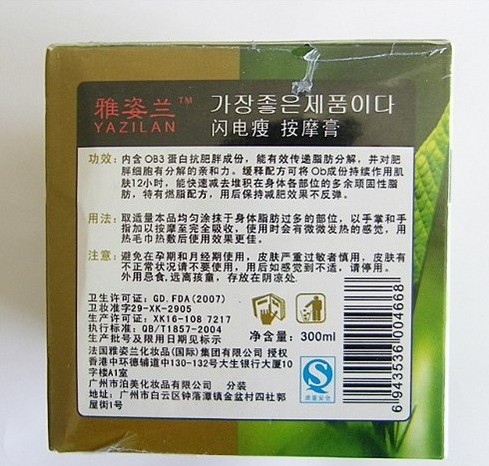 雅姿兰™
YAZILAN
가장좋은제품이다
闪电瘦 按摩膏
功效：内含OB3蛋白抗肥胖成份，能有效传递脂肪分解，并对肥
胖细胞有分解的亲和力。缓释配方可将Ob成份持续作用肌
肤12小时，能快速减去堆积在身体各部位的多余顽固性脂
肪，特有燃脂配方，用后保持减肥效果不反弹。
用法：取适量本品均匀涂抹于身体脂肪过多的部位，以手掌和手
指加以按摩至完全吸收，使用时会有微微发热的感觉，用
热毛巾热敷后使用效果更佳。
注意：避免在孕期和月经期使用，皮肤严重过敏者慎用，皮肤有
不正常状况请不要使用，用后如感觉到不适，请停用。
外用忌食，远离孩童，存放在阴凉处。
卫生许可证：GD.FDA(2007)
卫妆准字29-XK-2905
生产许可证：XK16-108 7217
执行标准：QB/T1857-2004
生产批号及限用日期见标示
净含量：300ml
法国雅姿兰化妆品(国际)集团有限公司 授权
香港中环德辅道中130-132号大生银行大厦10
字楼A1室
广州市泊美化妆品有限公司 分装
地址：广州市白云区钟落潭镇金盆村四社郭
屋街1号
质量安全
6 943536 004668